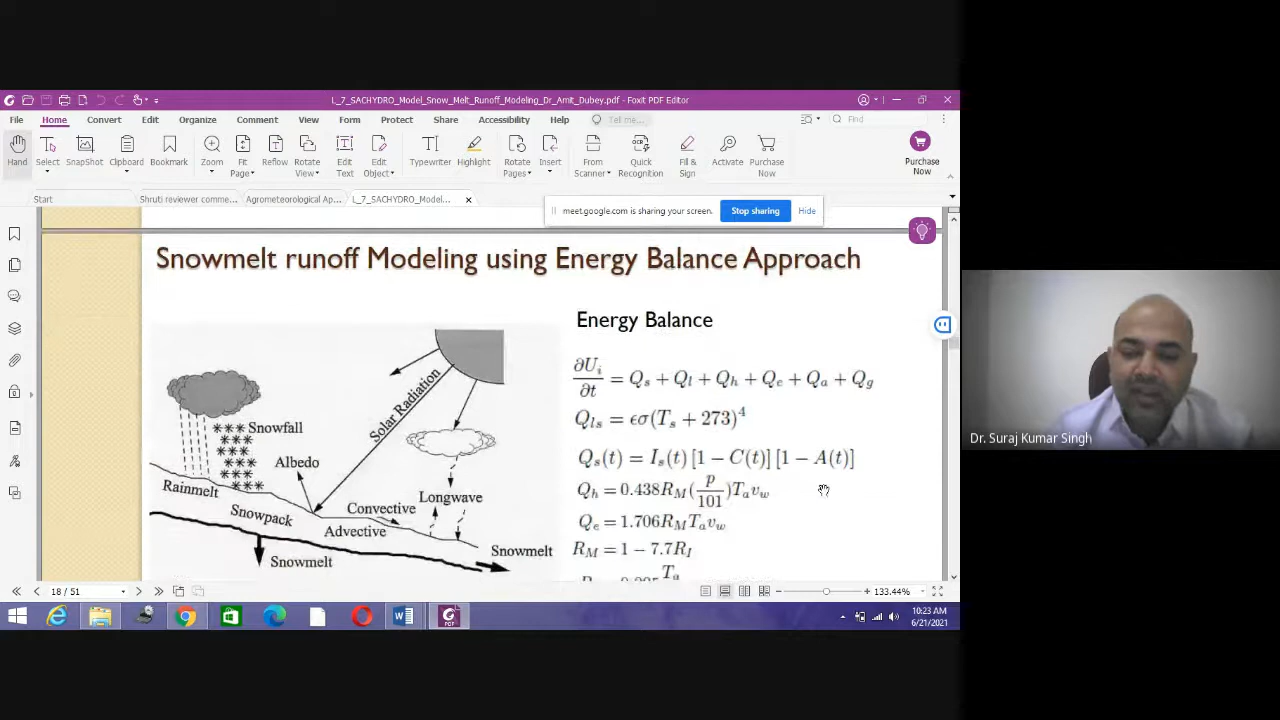 L_7_SACHYDRO_Model_Snow_Melt_Runoff_Modeling_Dr_Amit_Dubey.pdf - Foxit PDF Editor
File Home Convert Edit Organize Comment View Form Protect Share Accessibility Help Tell me... Find
Hand Select SnapShot Clipboard Bookmark Zoom Fit Page Reflow Rotate View Edit Text Edit Object Typewriter Highlight Rotate Pages Insert From Scanner Quick Recognition Fill & Sign Activate Purchase Purchase Now
Start Shruti reviewer comme... Agrometeorological Ap... L_7_SACHYDRO_Model...
meet.google.com is sharing your screen. Stop sharing Hide
Snowmelt runoff Modeling using Energy Balance Approach
Energy Balance
∂U_i/∂t = Q_s + Q_l + Q_h + Q_e + Q_a + Q_g
Q_ls = εσ(T_s + 273)^4
Q_s(t) = I_s(t) [1 − C(t)] [1 − A(t)]
Q_h = 0.438R_M(p/101)T_a v_w
Q_e = 1.706R_M T_a v_w
R_M = 1 − 7.7R_I
Solar Radiation
Snowfall
Albedo
Rainmelt
Snowpack
Convective
Advective
Longwave
Snowmelt
Snowmelt
Dr. Suraj Kumar Singh
18 / 51
133.44%
10:23 AM
6/21/2021